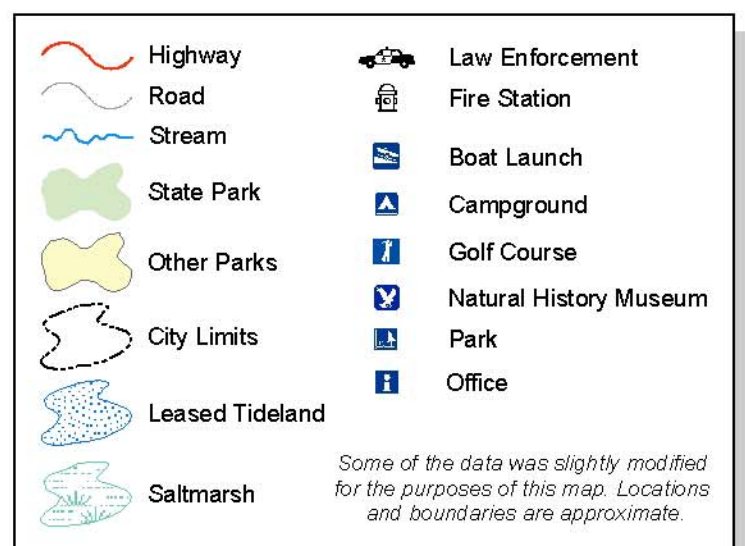 Highway
Road
Stream
State Park
Other Parks
City Limits
Leased Tideland
Saltmarsh
Law Enforcement
Fire Station
Boat Launch
Campground
Golf Course
Natural History Museum
Park
Office
Some of the data was slightly modified
for the purposes of this map. Locations
and boundaries are approximate.